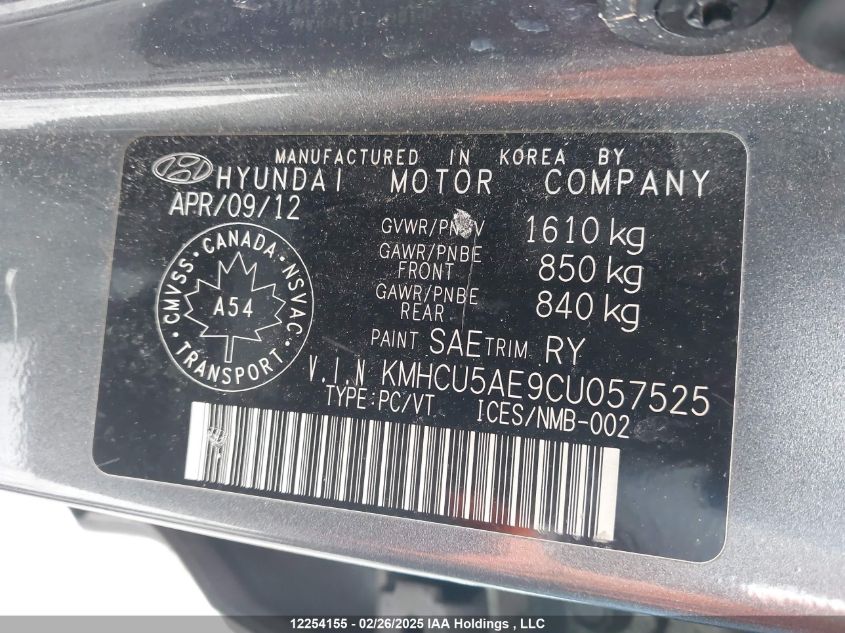 MANUFACTURED IN KOREA BY
HYUNDAI MOTOR COMPANY
APR/09/12
GVWR/PNBV 1610 kg
GAWR/PNBE FRONT 850 kg
GAWR/PNBE REAR 840 kg
• CANADA • NSVAC • TRANSPORT • CMVSS
A54
PAINT SAE TRIM RY
V.I.N KMHCU5AE9CU057525
TYPE:PC/VT ICES/NMB-002
12254155 - 02/26/2025 IAA Holdings , LLC